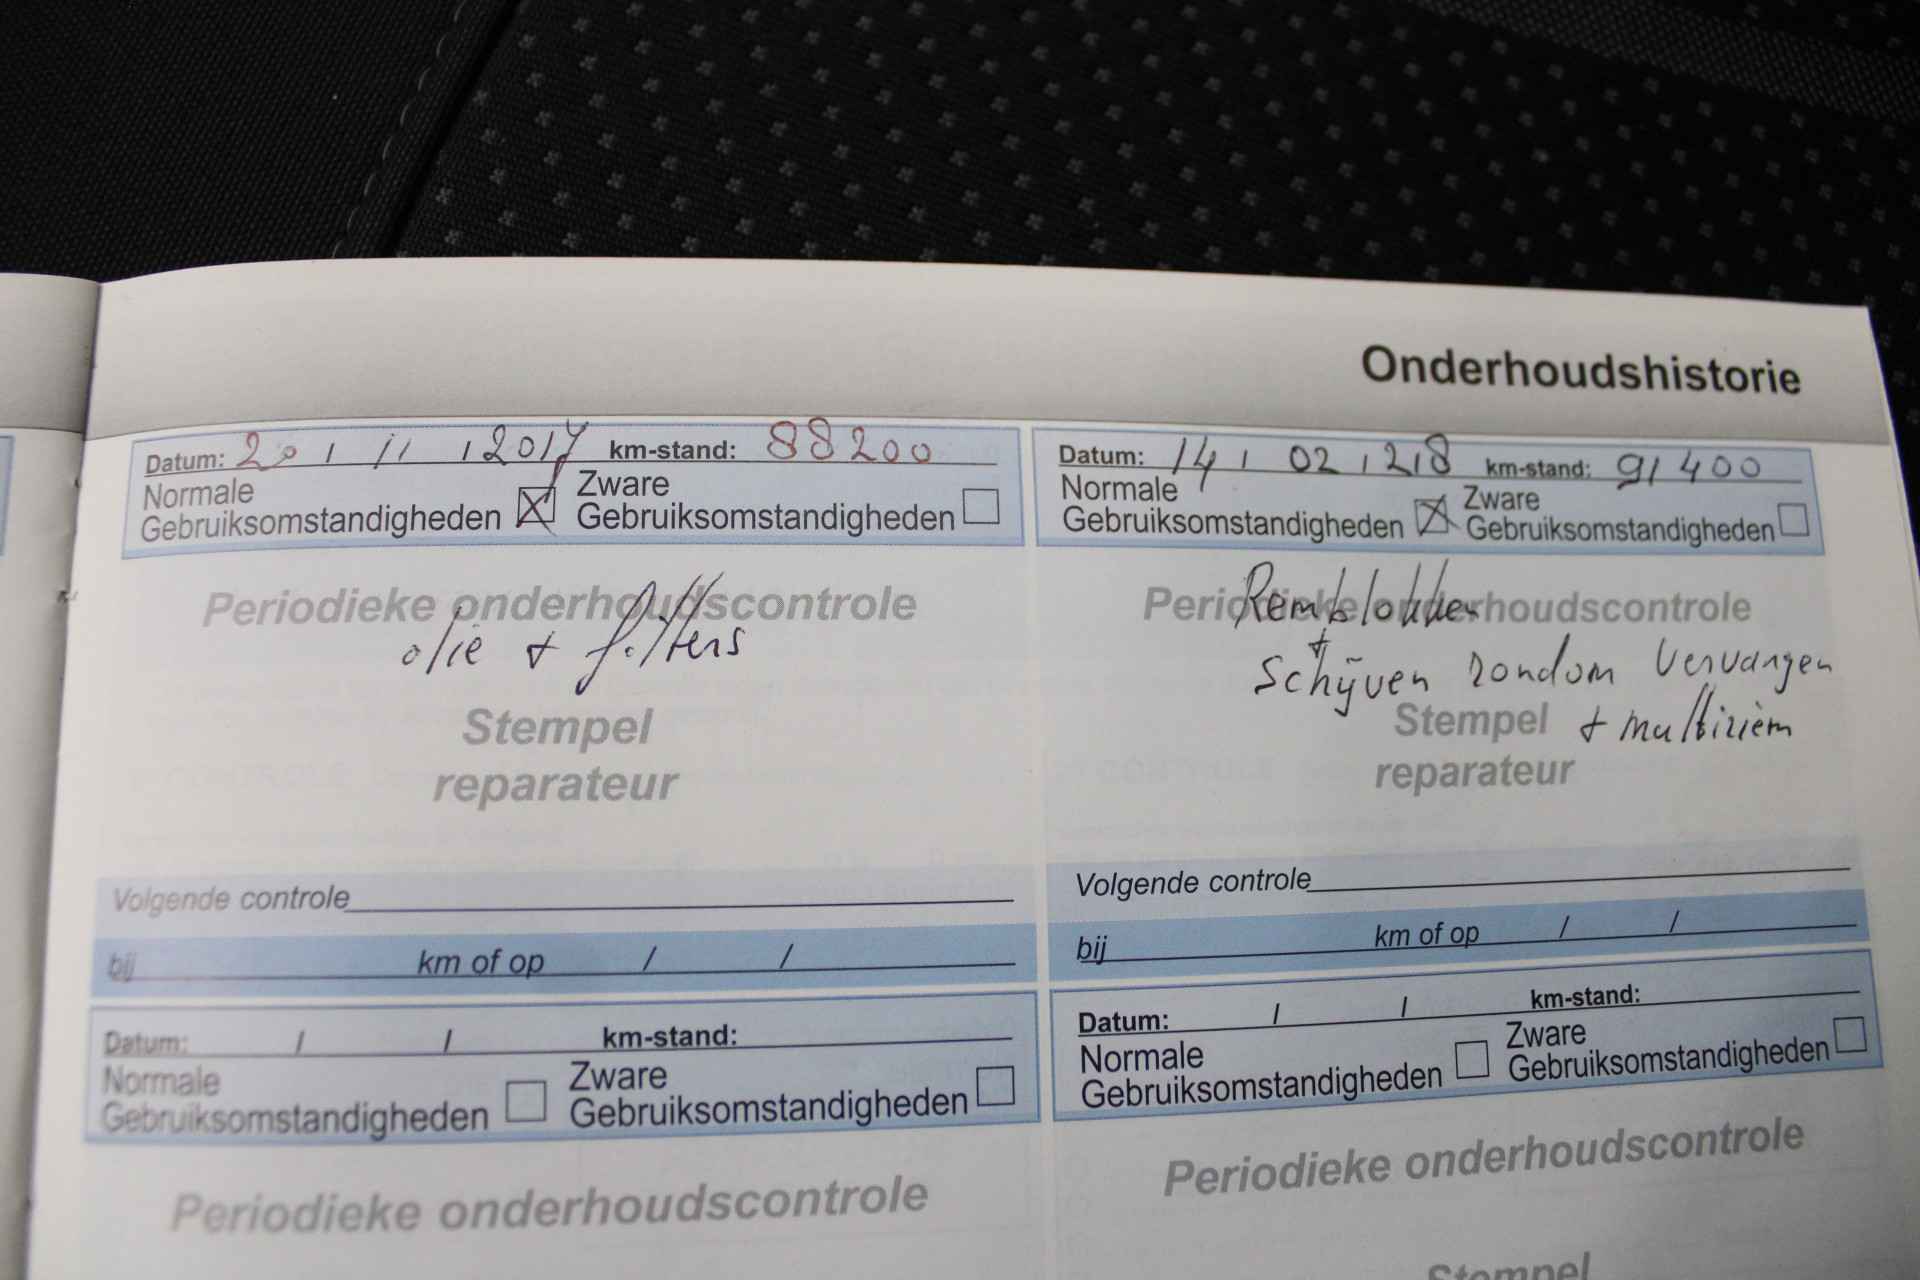 Onderhoudshistorie
Datum: 20 / 11 / 2017 km-stand: 88200
Normale
Gebruiksomstandigheden
Zware
Gebruiksomstandigheden
Periodieke onderhoudscontrole
olie + filters
Stempel
reparateur
Volgende controle
bij km of op / /
Datum: / / km-stand:
Normale
Gebruiksomstandigheden
Zware
Gebruiksomstandigheden
Periodieke onderhoudscontrole
Datum: 14 / 02 / 218 km-stand: 91400
Normale
Gebruiksomstandigheden
Zware
Gebruiksomstandigheden
Periodieke onderhoudscontrole
Remblokken
+
Schijven rondom vervangen
+ multiriem
Stempel
reparateur
Volgende controle
bij km of op / /
Datum: / / km-stand:
Normale
Gebruiksomstandigheden
Zware
Gebruiksomstandigheden
Periodieke onderhoudscontrole
Stempel